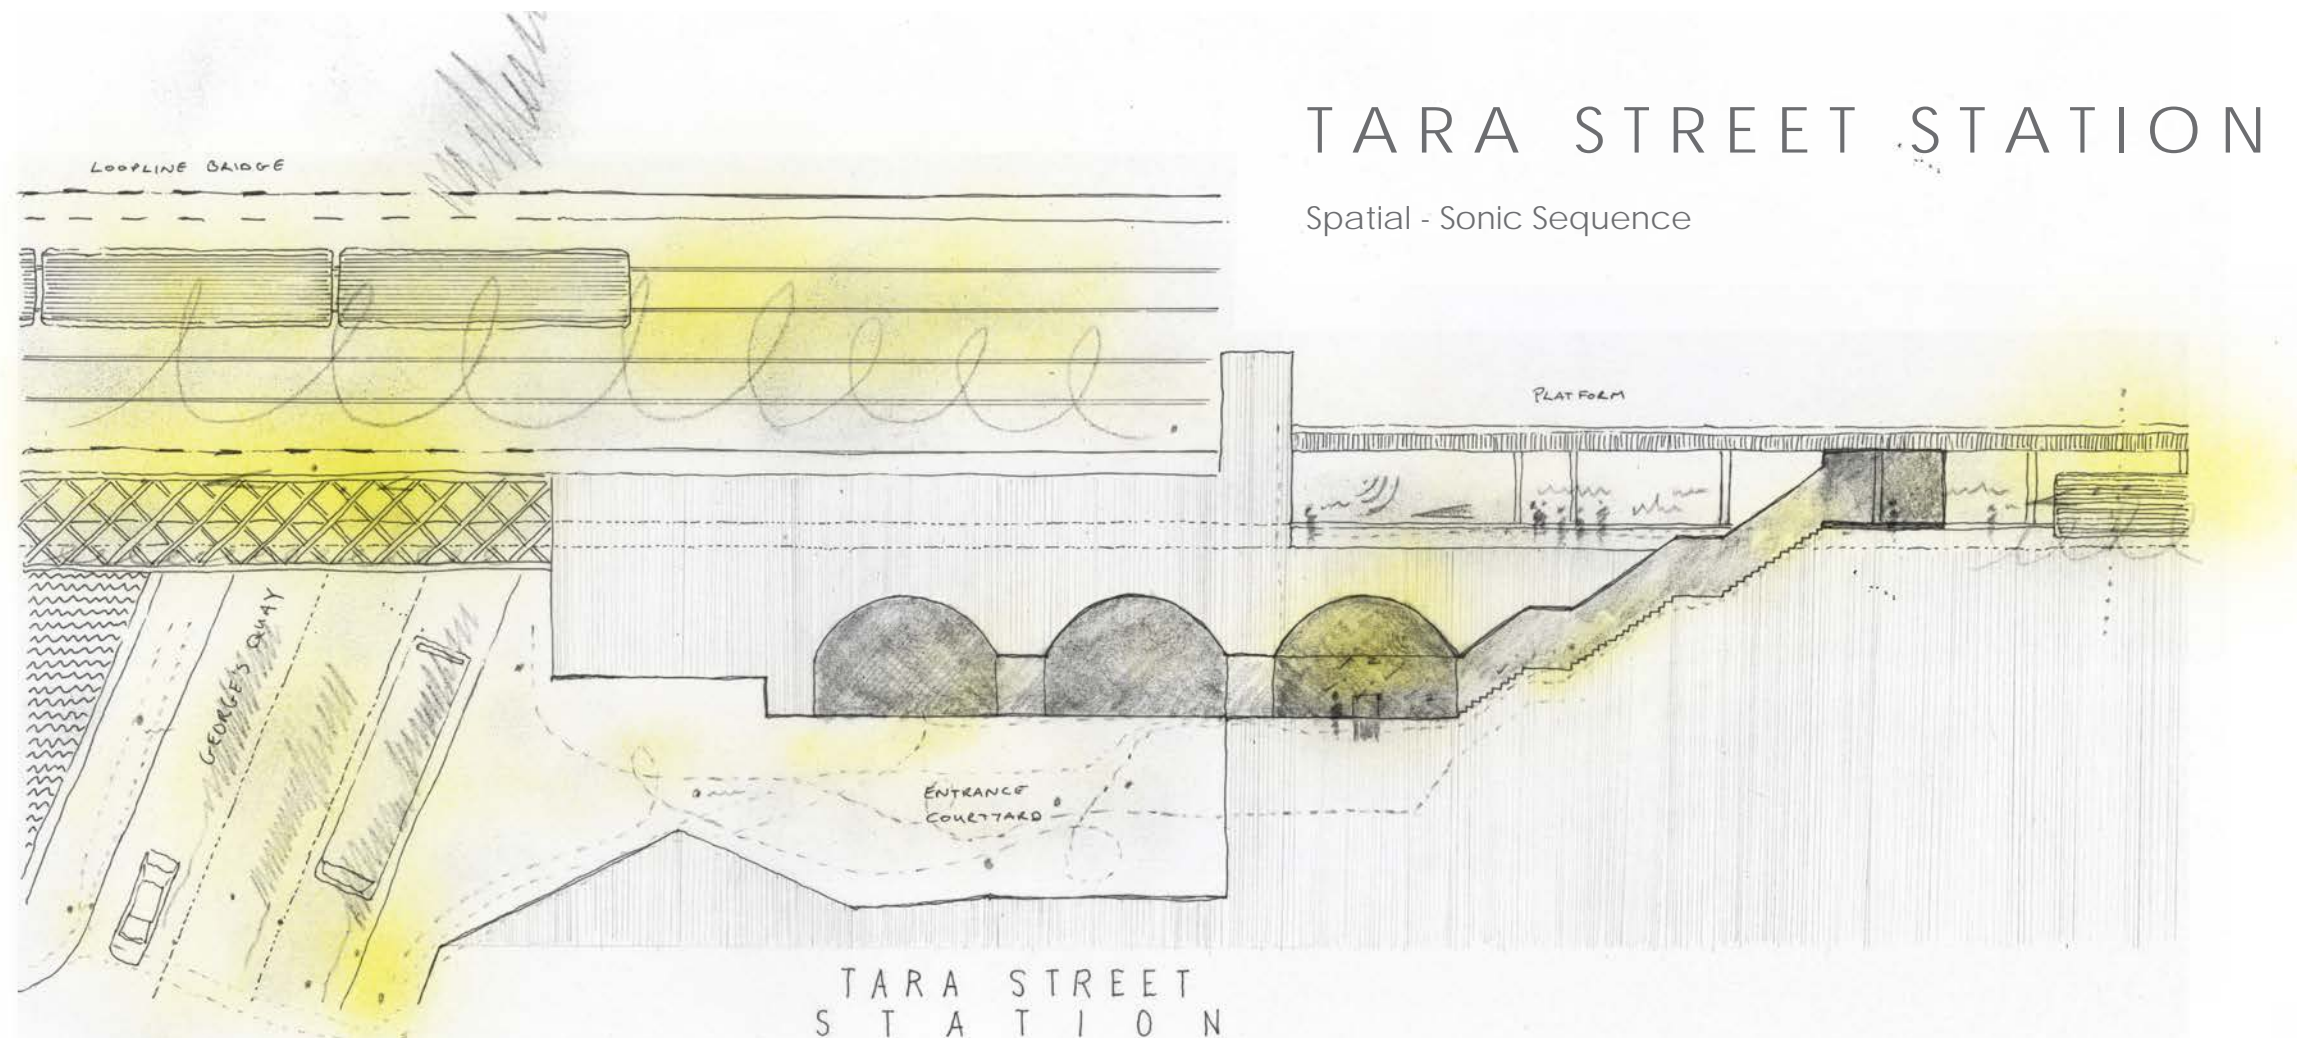 TARA STREET STATION
Spatial - Sonic Sequence
LOOPLINE BRIDGE
PLATFORM
GEORGE'S QUAY
ENTRANCE
COURTYARD
TARA STREET
STATION